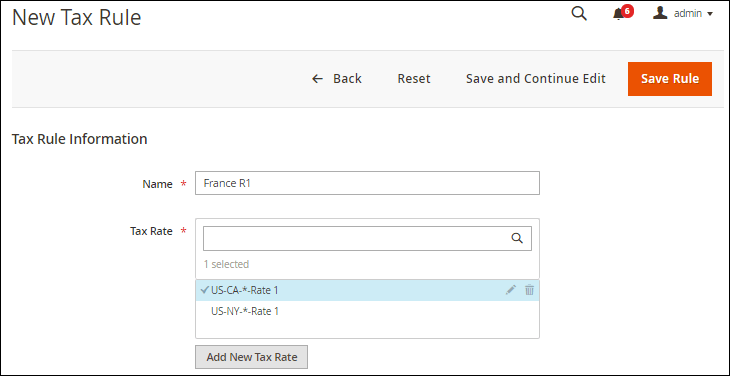 New Tax Rule
6
admin
← Back
Reset
Save and Continue Edit
Save Rule
Tax Rule Information
Name *
France R1
Tax Rate *
1 selected
US-CA-*-Rate 1
US-NY-*-Rate 1
Add New Tax Rate